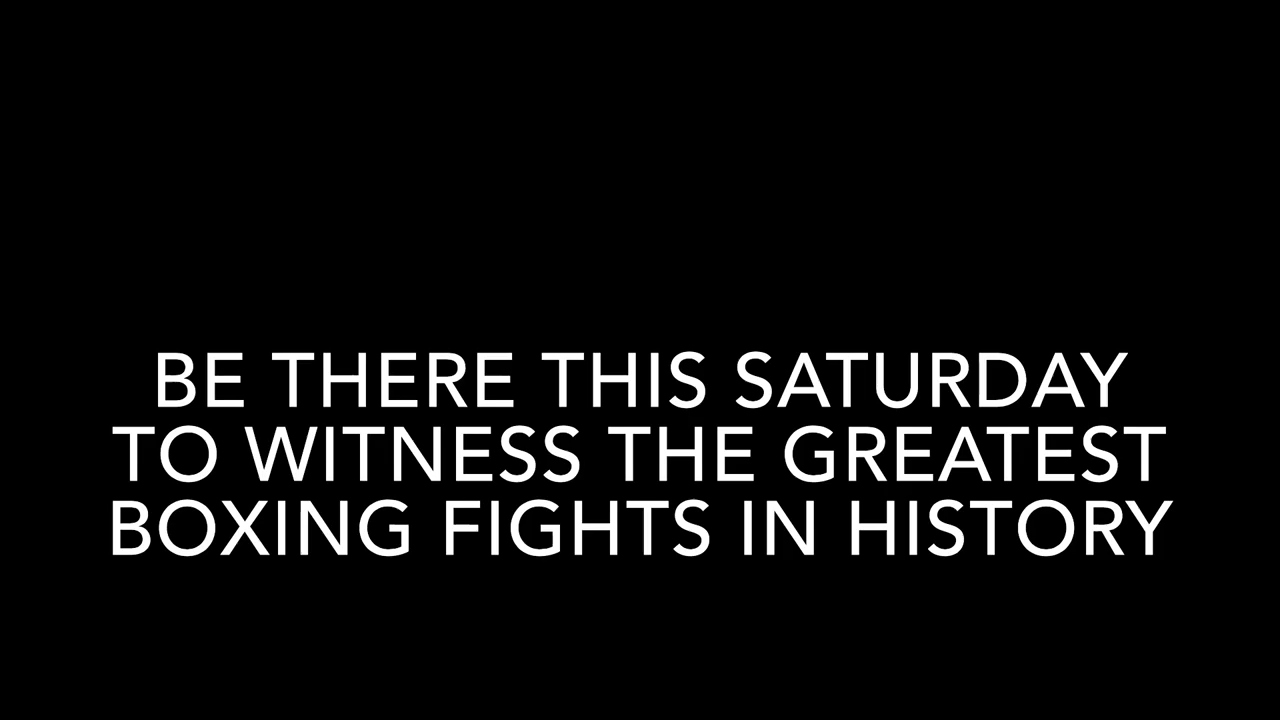 BE THERE THIS SATURDAY
TO WITNESS THE GREATEST
BOXING FIGHTS IN HISTORY